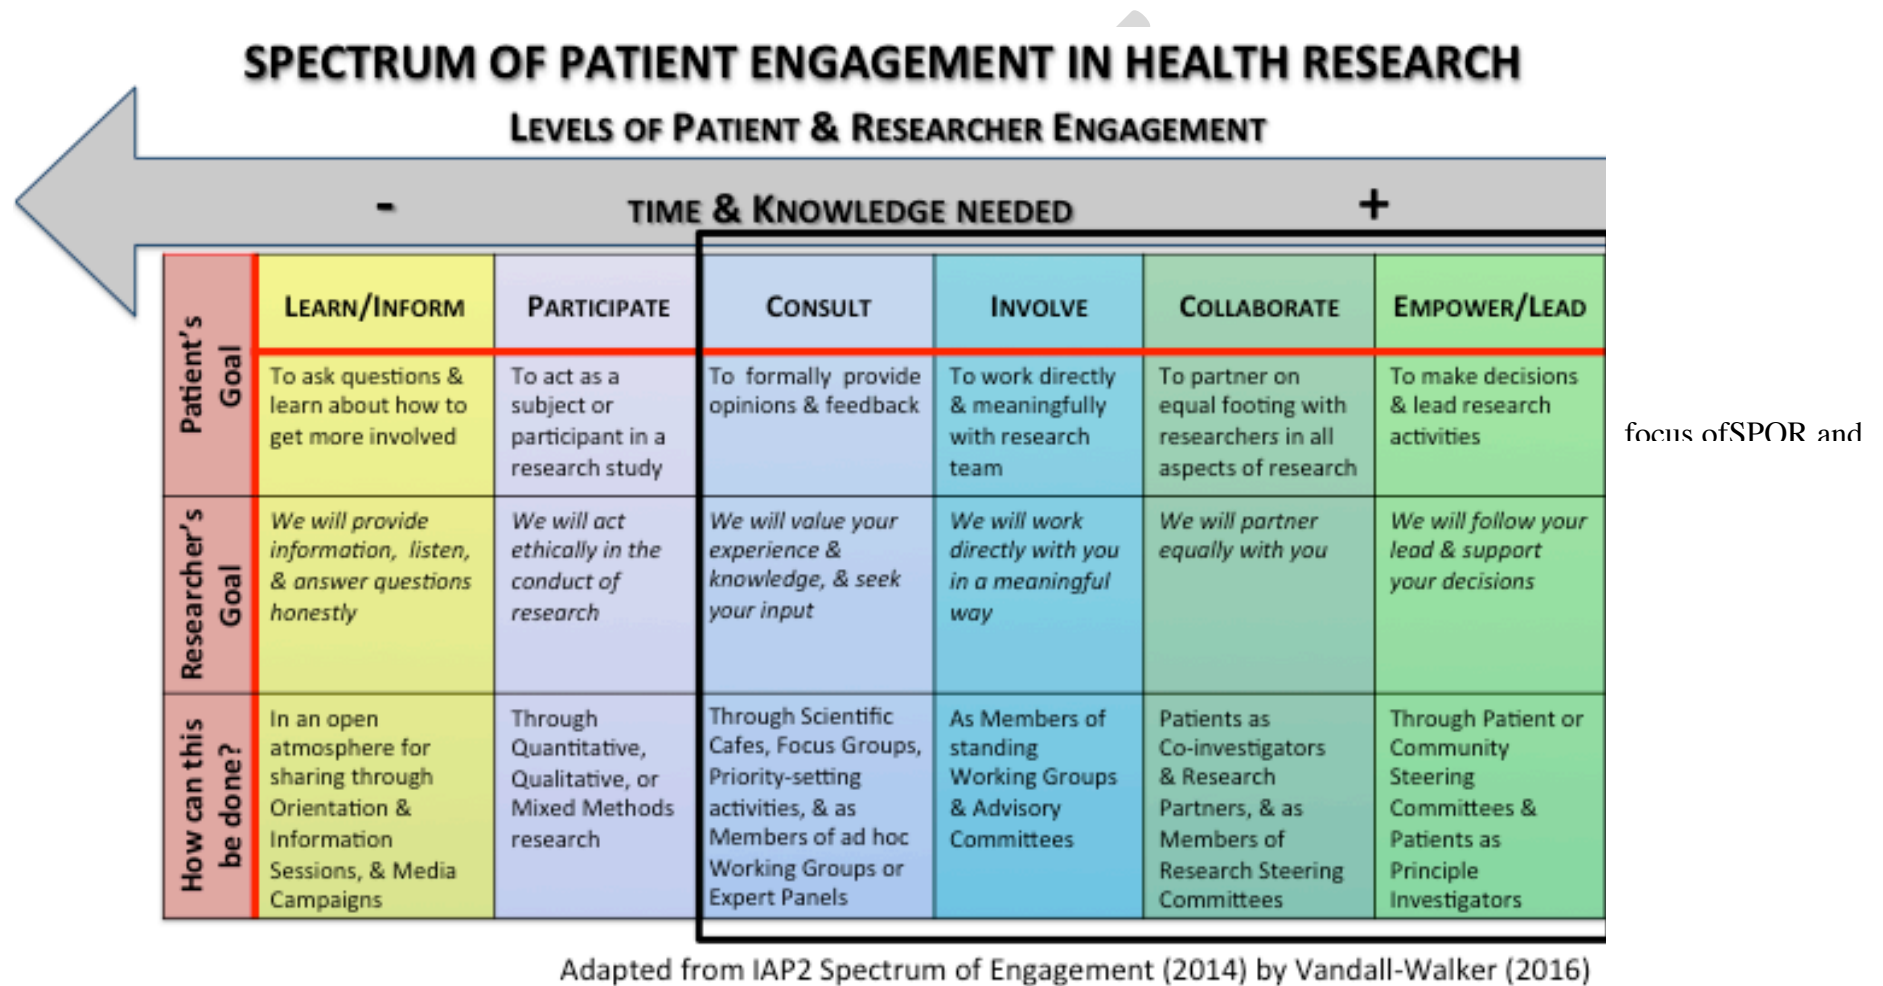 SPECTRUM OF PATIENT ENGAGEMENT IN HEALTH RESEARCH
LEVELS OF PATIENT & RESEARCHER ENGAGEMENT
- TIME & KNOWLEDGE NEEDED +
Patient's
Goal
LEARN/INFORM
To ask questions &
learn about how to
get more involved
PARTICIPATE
To act as a
subject or
participant in a
research study
CONSULT
To formally provide
opinions & feedback
INVOLVE
To work directly
& meaningfully
with research
team
COLLABORATE
To partner on
equal footing with
researchers in all
aspects of research
EMPOWER/LEAD
To make decisions
& lead research
activities
Researcher's
Goal
We will provide
information, listen,
& answer questions
honestly
We will act
ethically in the
conduct of
research
We will value your
experience &
knowledge, & seek
your input
We will work
directly with you
in a meaningful
way
We will partner
equally with you
We will follow your
lead & support
your decisions
How can this
be done?
In an open
atmosphere for
sharing through
Orientation &
Information
Sessions, & Media
Campaigns
Through
Quantitative,
Qualitative, or
Mixed Methods
research
Through Scientific
Cafes, Focus Groups,
Priority-setting
activities, & as
Members of ad hoc
Working Groups or
Expert Panels
As Members of
standing
Working Groups
& Advisory
Committees
Patients as
Co-investigators
& Research
Partners, & as
Members of
Research Steering
Committees
Through Patient or
Community
Steering
Committees &
Patients as
Principle
Investigators
focus ofSPOR and
Adapted from IAP2 Spectrum of Engagement (2014) by Vandall-Walker (2016)